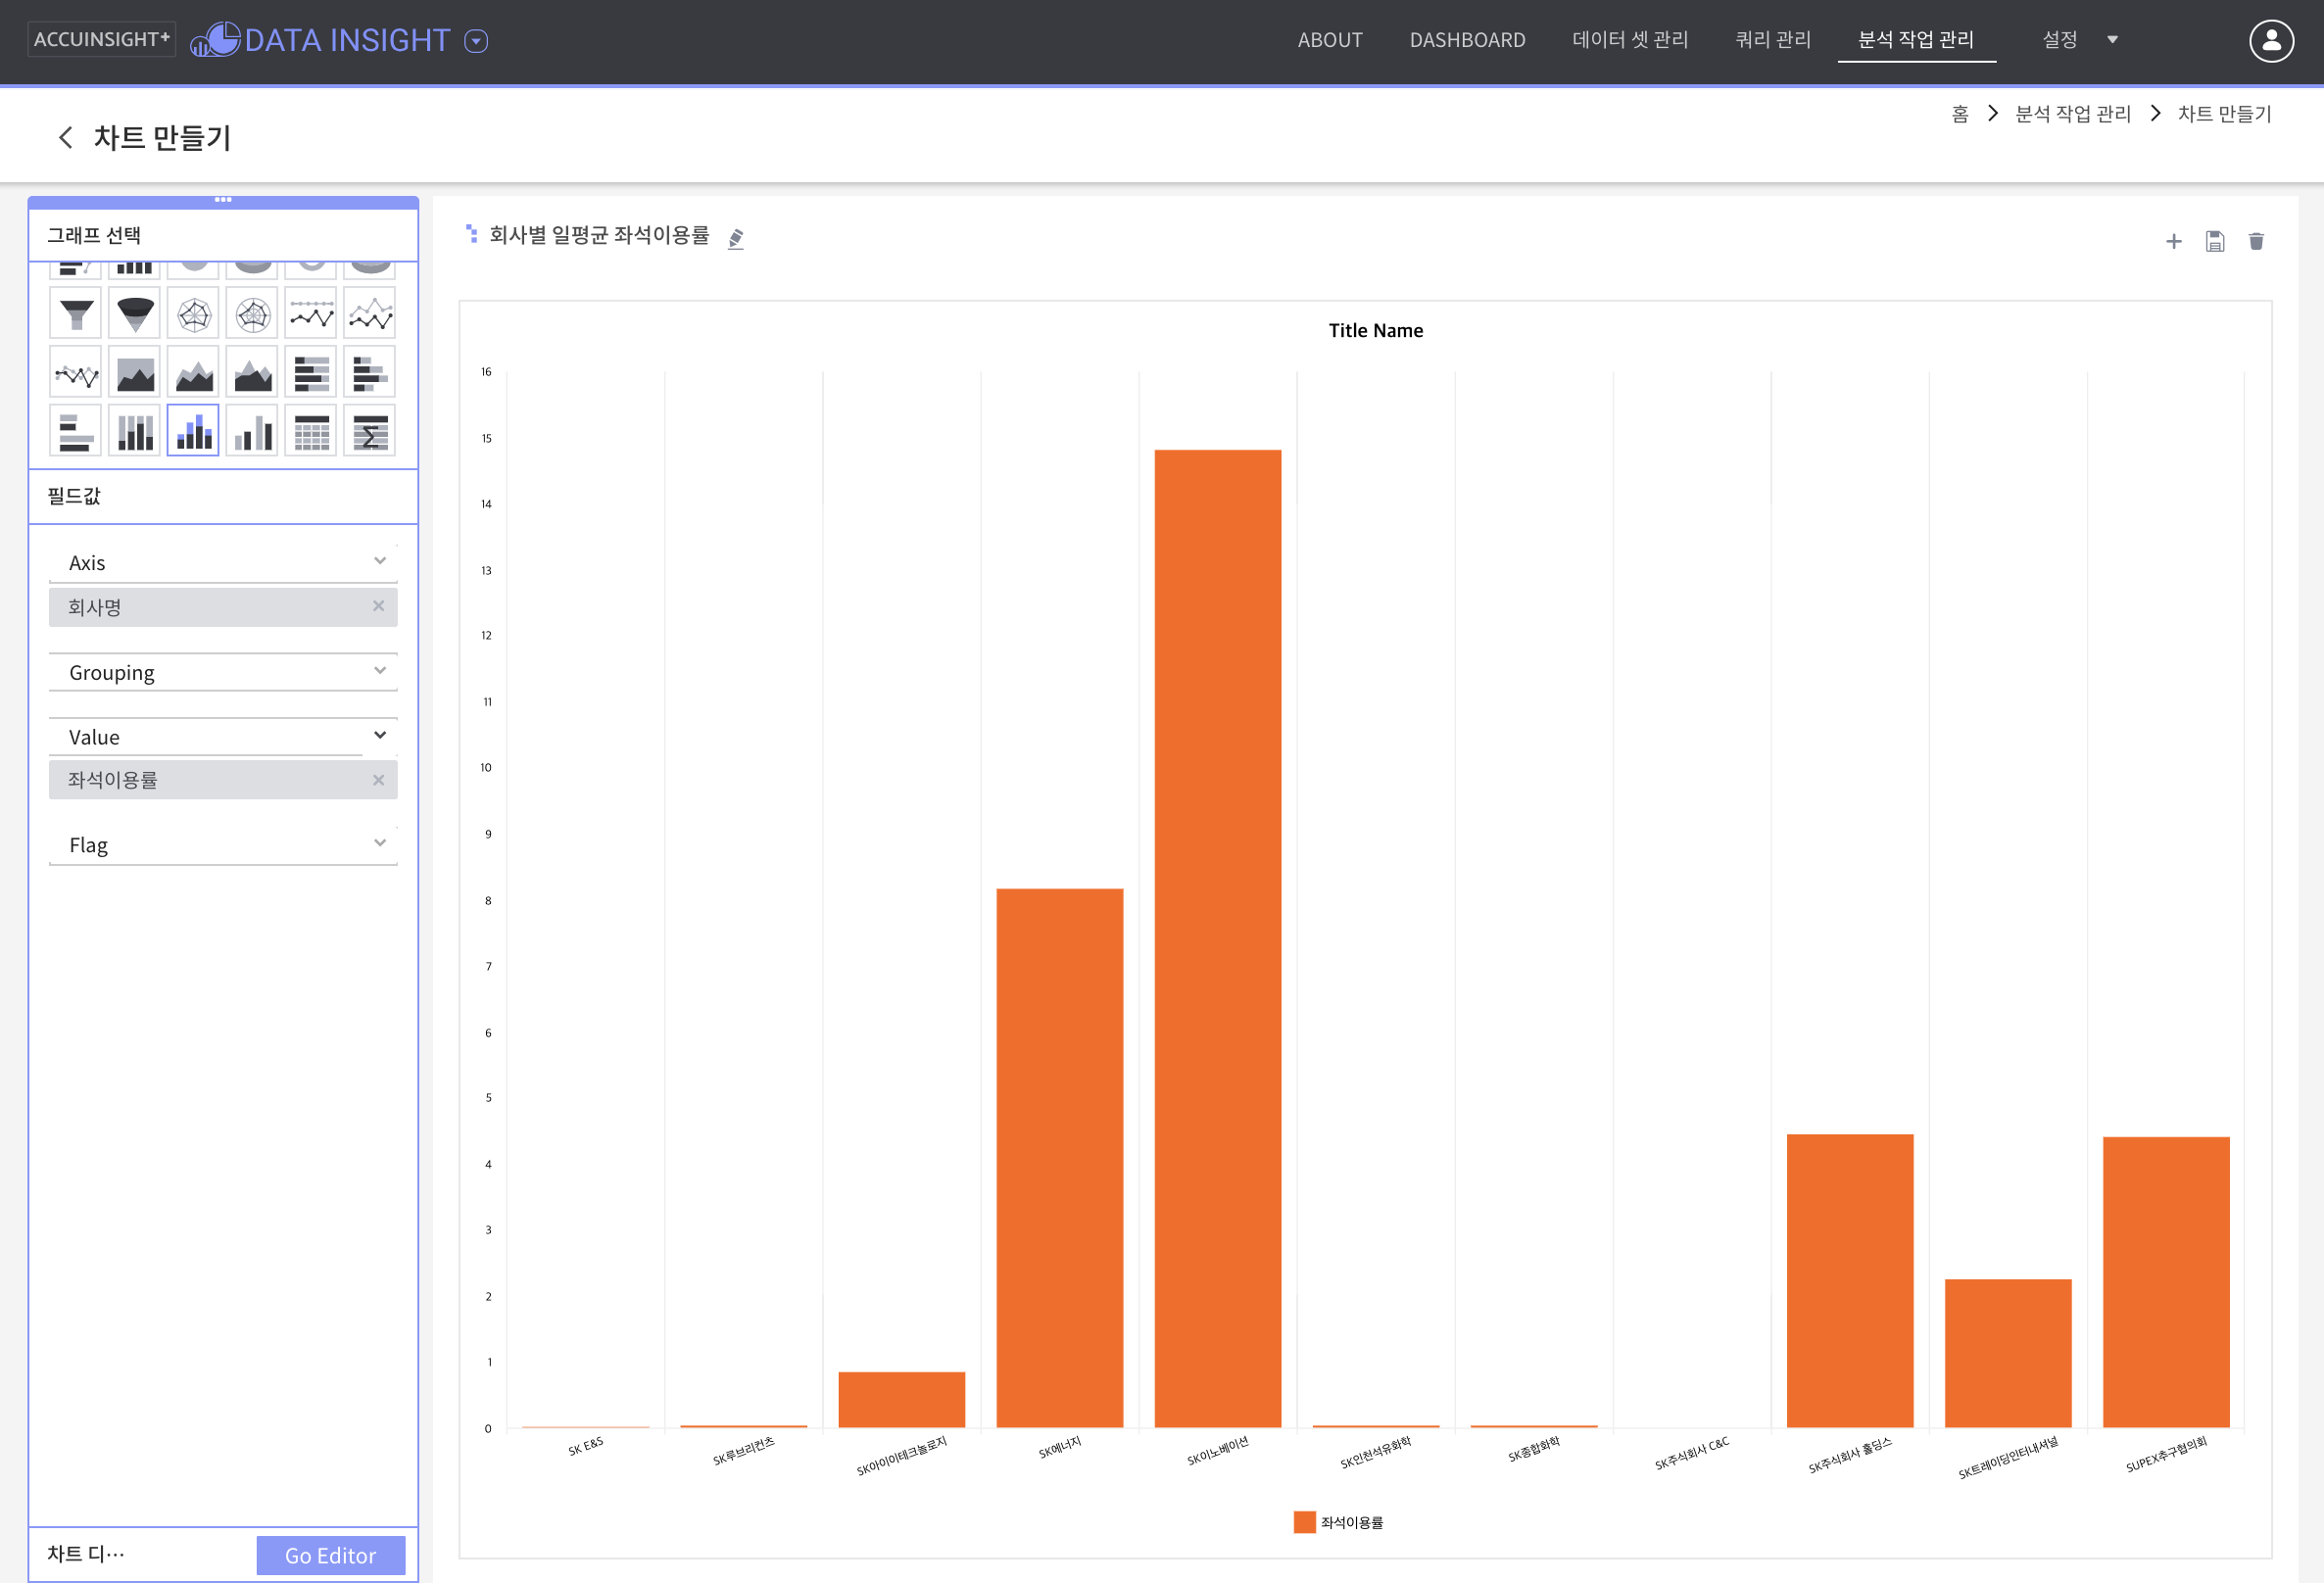 ACCUINSIGHT+ DATA INSIGHT ABOUT DASHBOARD 데이터 셋 관리 쿼리 관리 분석 작업 관리 설정
홈 > 분석 작업 관리 > 차트 만들기
차트 만들기
그래프 선택
필드값
Axis
회사명
Grouping
Value
좌석이용률
Flag
차트 디…
Go Editor
회사별 일평균 좌석이용률
Title Name
16
15
14
13
12
11
10
9
8
7
6
5
4
3
2
1
0
SK E&S
SK루브리컨츠
SK아이이테크놀로지
SK에너지
SK이노베이션
SK인천석유화학
SK종합화학
SK주식회사 C&C
SK주식회사 홀딩스
SK트레이딩인터내셔널
SUPEX추구협의회
좌석이용률